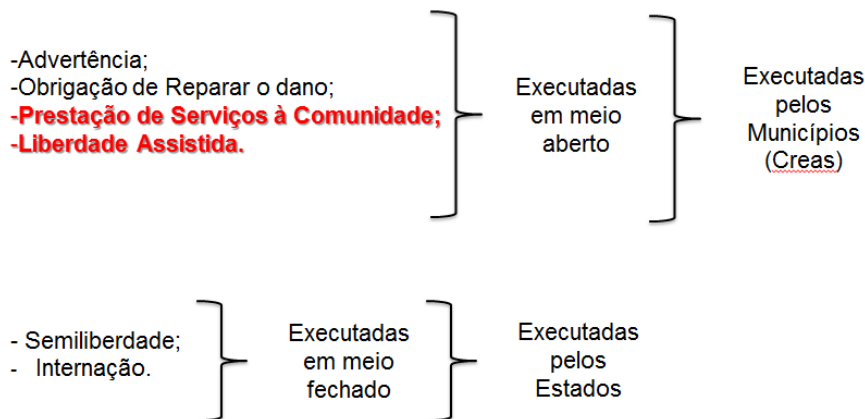 -Advertência;
-Obrigação de Reparar o dano;
-Prestação de Serviços à Comunidade;
-Liberdade Assistida.
Executadas
em meio
aberto
Executadas
pelos
Municípios
(Creas)
- Semiliberdade;
- Internação.
Executadas
em meio
fechado
Executadas
pelos
Estados